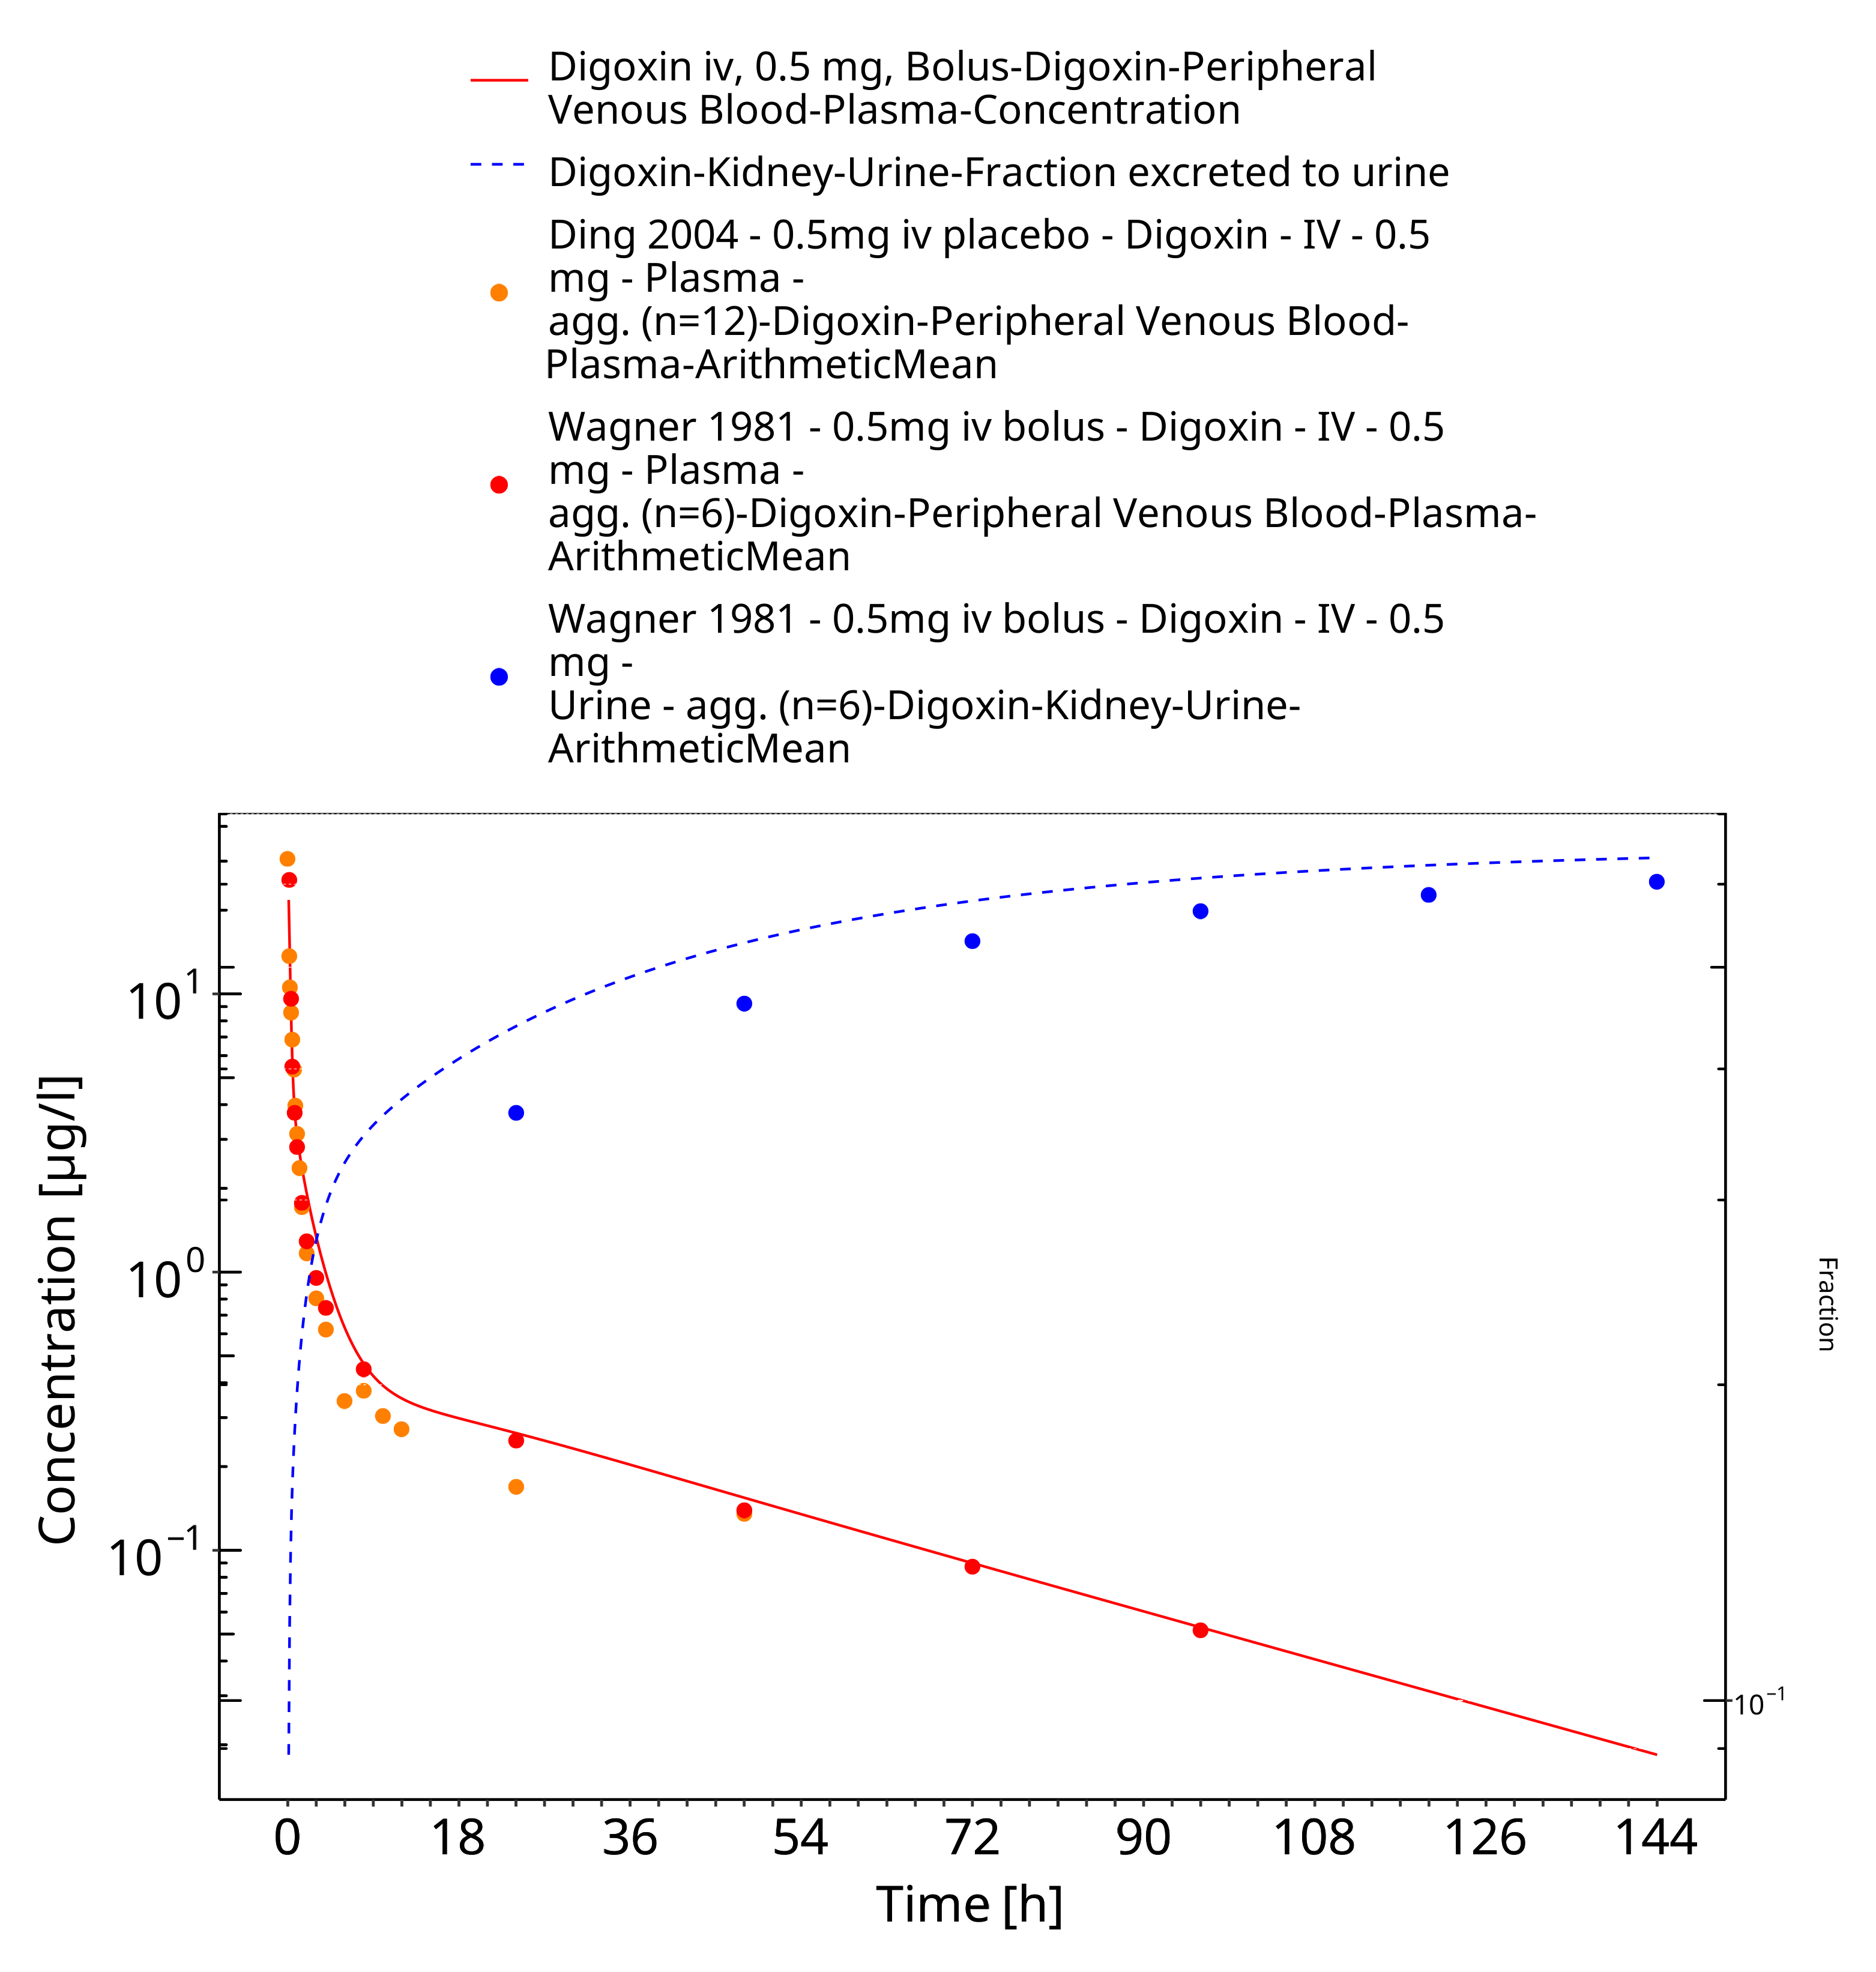 Digoxin iv, 0.5 mg, Bolus-Digoxin-Peripheral
Venous Blood-Plasma-Concentration
Digoxin-Kidney-Urine-Fraction excreted to urine
Ding 2004 - 0.5mg iv placebo - Digoxin - IV - 0.5
mg - Plasma -
agg. (n=12)-Digoxin-Peripheral Venous Blood-
Plasma-ArithmeticMean
Wagner 1981 - 0.5mg iv bolus - Digoxin - IV - 0.5
mg - Plasma -
agg. (n=6)-Digoxin-Peripheral Venous Blood-Plasma-
ArithmeticMean
Wagner 1981 - 0.5mg iv bolus - Digoxin - IV - 0.5
mg -
Urine - agg. (n=6)-Digoxin-Kidney-Urine-
ArithmeticMean
Concentration [µg/l]
10¹
10⁰
10⁻¹
Fraction
10⁻¹
0 18 36 54 72 90 108 126 144
Time [h]